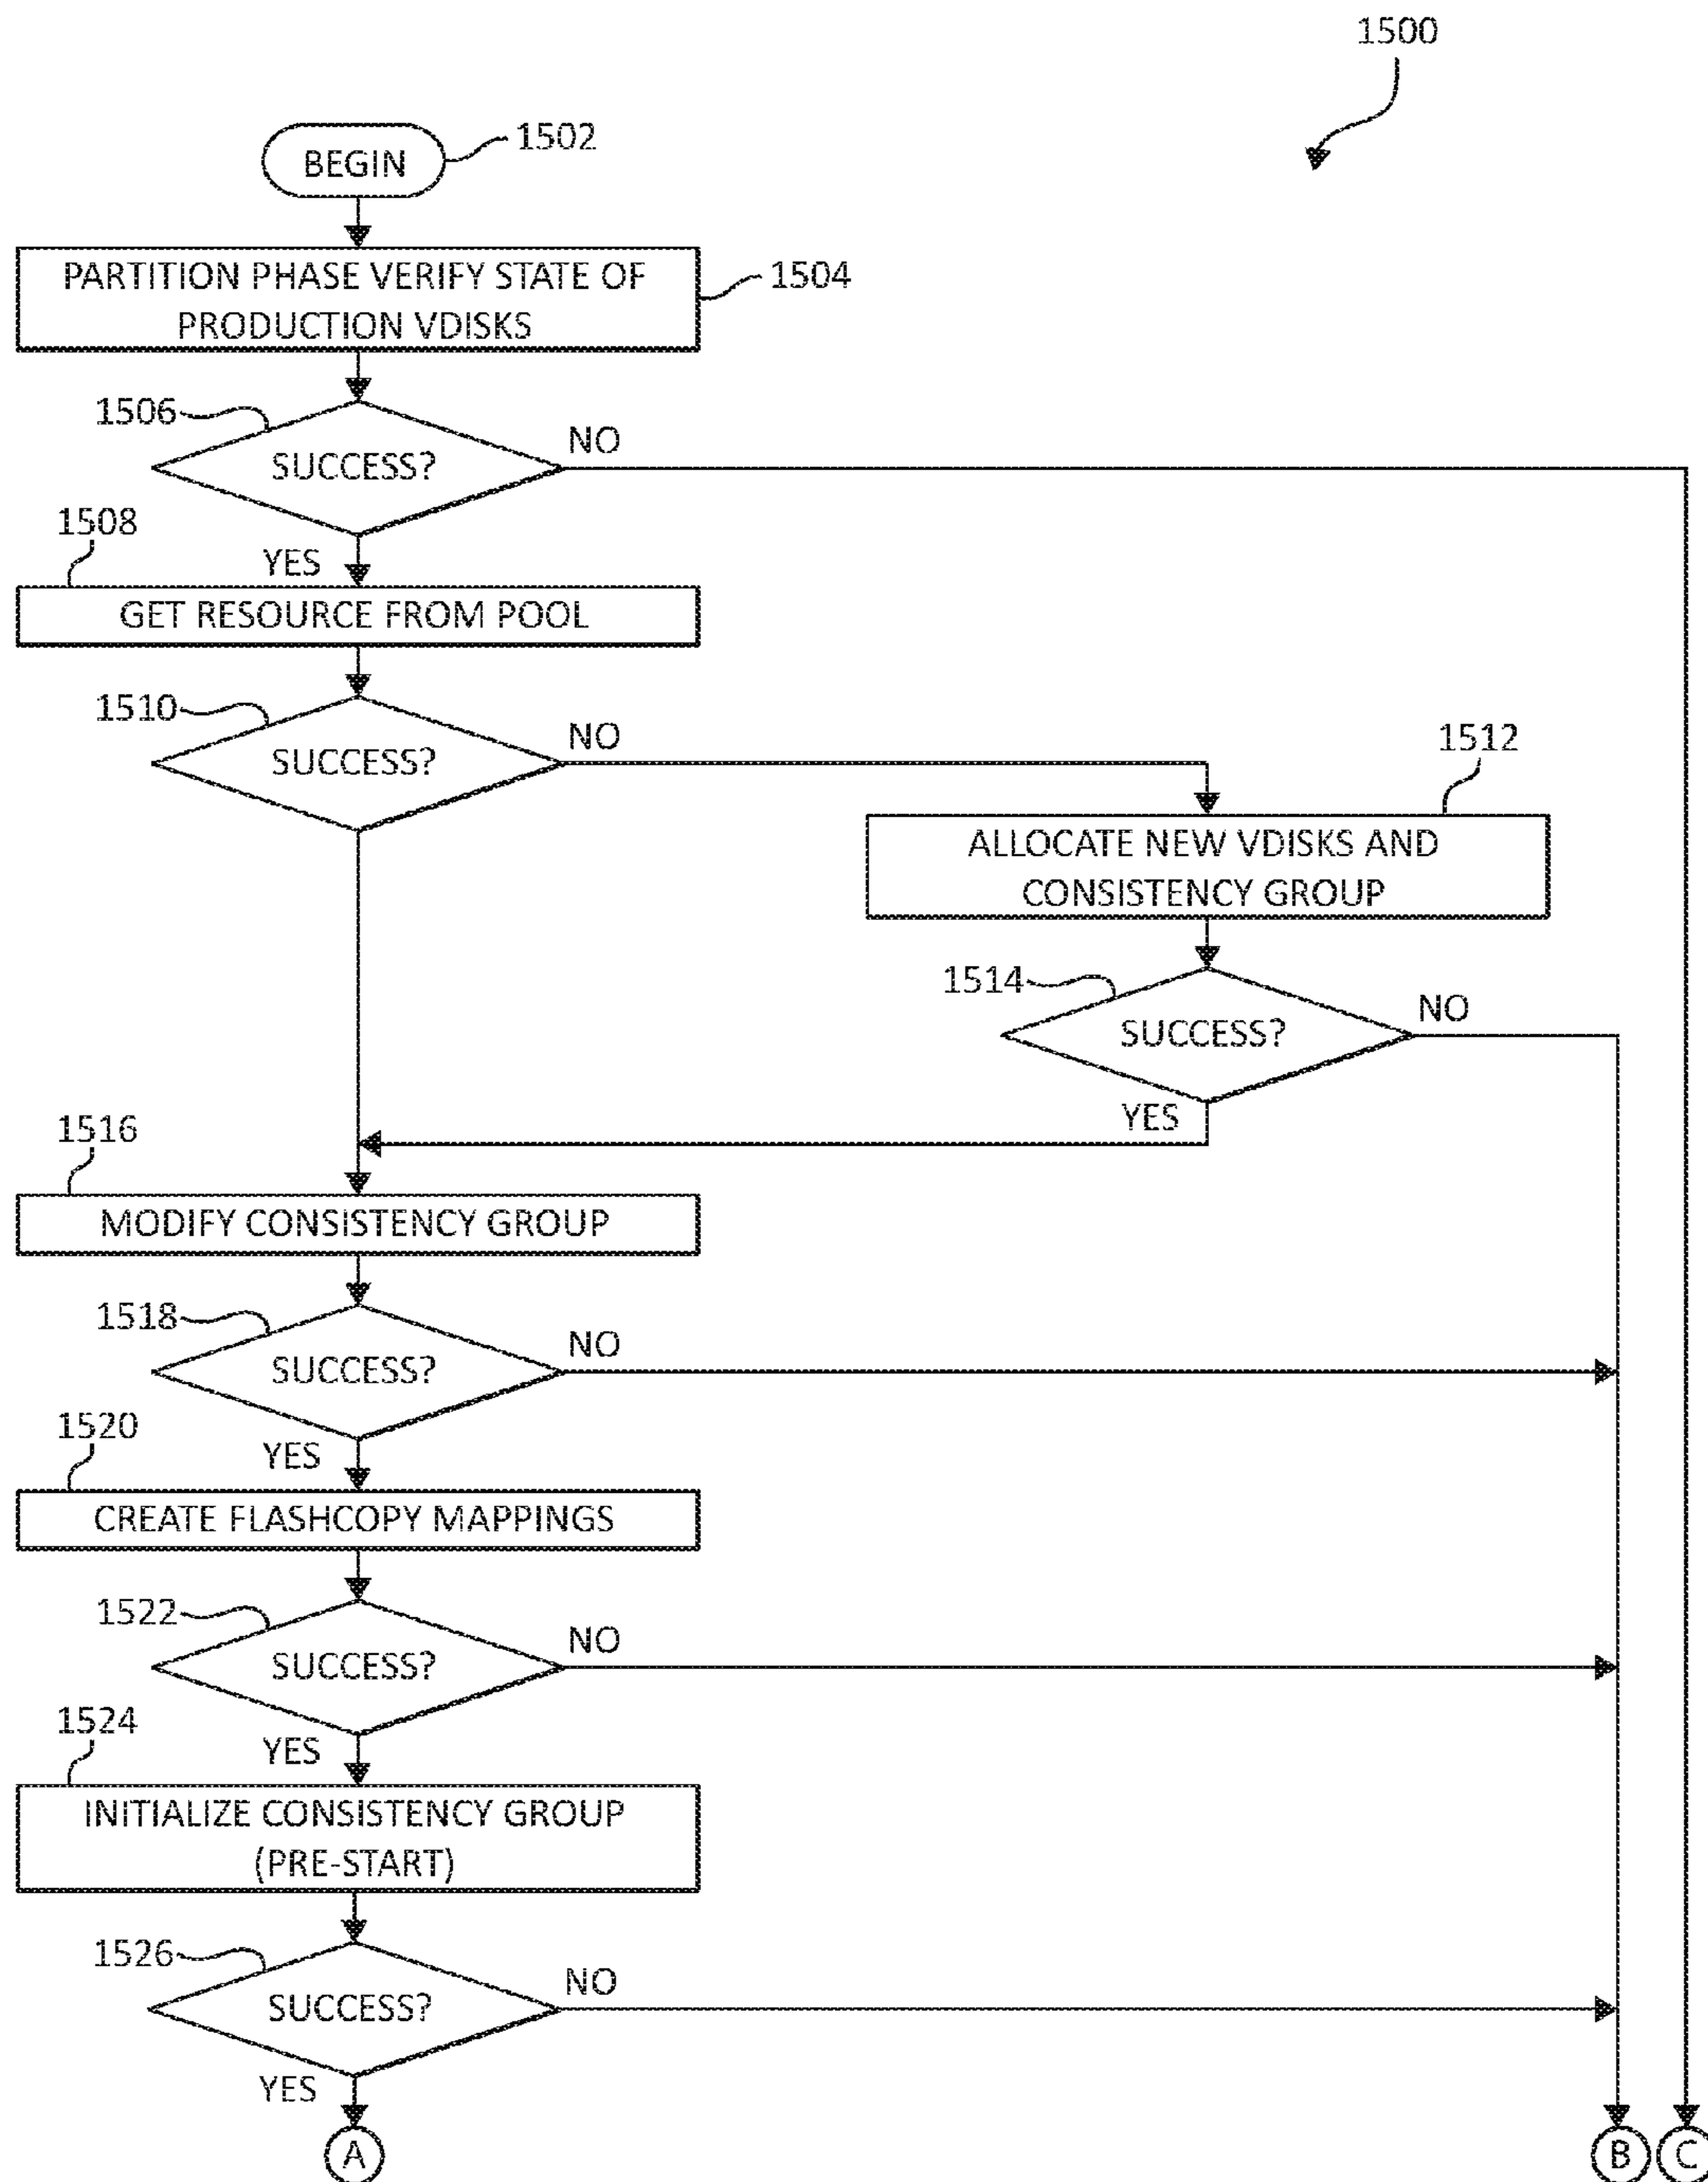 1500
BEGIN
1502
PARTITION PHASE VERIFY STATE OF
PRODUCTION VDISKS
1504
1506
SUCCESS?
NO
YES
1508
GET RESOURCE FROM POOL
1510
SUCCESS?
NO
1512
ALLOCATE NEW VDISKS AND
CONSISTENCY GROUP
1514
SUCCESS?
NO
YES
1516
MODIFY CONSISTENCY GROUP
1518
SUCCESS?
NO
YES
1520
CREATE FLASHCOPY MAPPINGS
1522
SUCCESS?
NO
YES
1524
INITIALIZE CONSISTENCY GROUP
(PRE-START)
1526
SUCCESS?
NO
YES
A
B
C